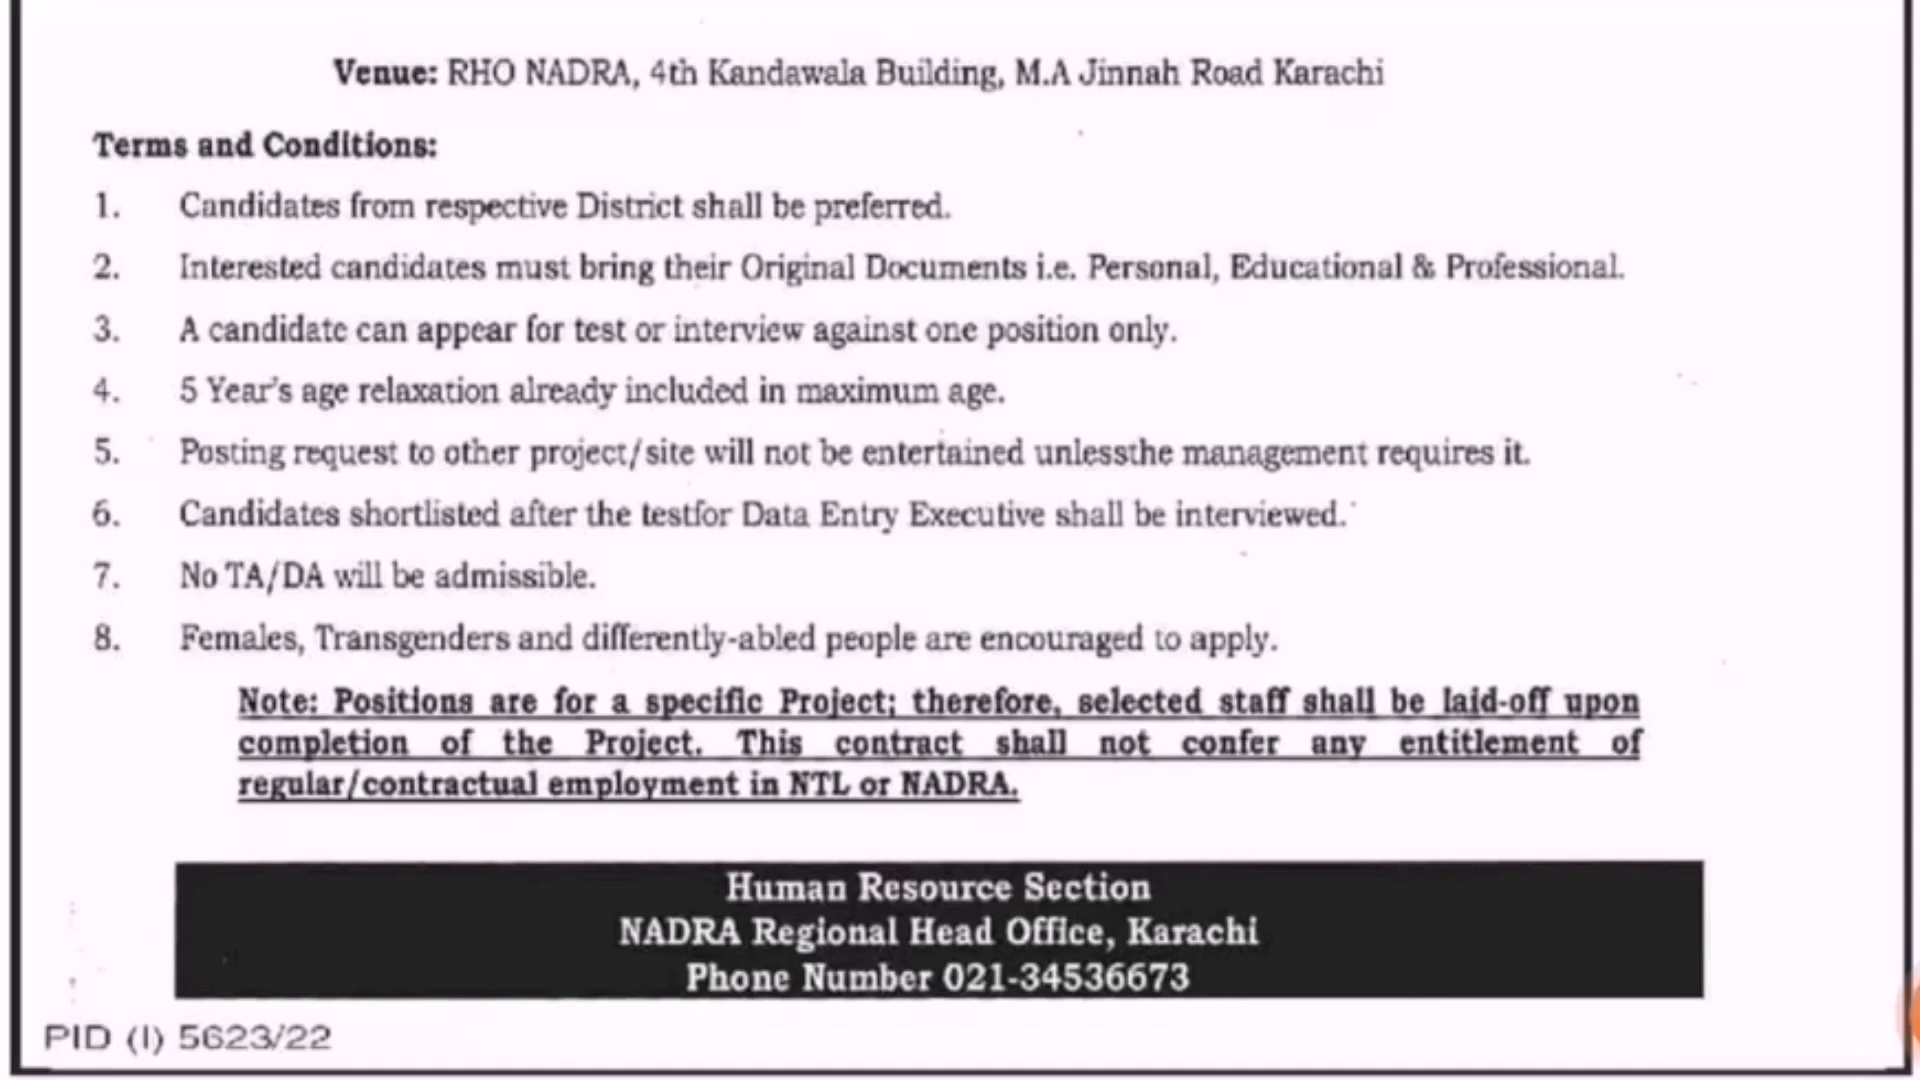 Venue: RHO NADRA, 4th Kandawala Building, M.A Jinnah Road Karachi
Terms and Conditions:
1. Candidates from respective District shall be preferred.
2. Interested candidates must bring their Original Documents i.e. Personal, Educational & Professional.
3. A candidate can appear for test or interview against one position only.
4. 5 Year's age relaxation already included in maximum age.
5. Posting request to other project/site will not be entertained unlessthe management requires it.
6. Candidates shortlisted after the testfor Data Entry Executive shall be interviewed.
7. No TA/DA will be admissible.
8. Females, Transgenders and differently-abled people are encouraged to apply.
Note: Positions are for a specific Project; therefore, selected staff shall be laid-off upon
completion of the Project. This contract shall not confer any entitlement of
regular/contractual employment in NTL or NADRA.
Human Resource Section
NADRA Regional Head Office, Karachi
Phone Number 021-34536673
PID (I) 5623/22